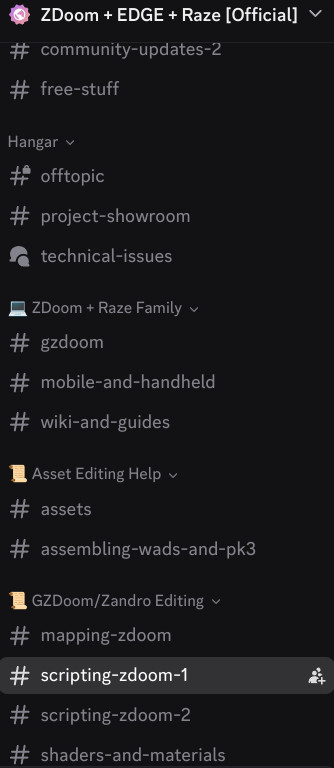 ZDoom + EDGE + Raze [Official]
community-updates-2
free-stuff
Hangar
offtopic
project-showroom
technical-issues
💻 ZDoom + Raze Family
gzdoom
mobile-and-handheld
wiki-and-guides
📜 Asset Editing Help
assets
assembling-wads-and-pk3
📜 GZDoom/Zandro Editing
mapping-zdoom
scripting-zdoom-1
scripting-zdoom-2
shaders-and-materials